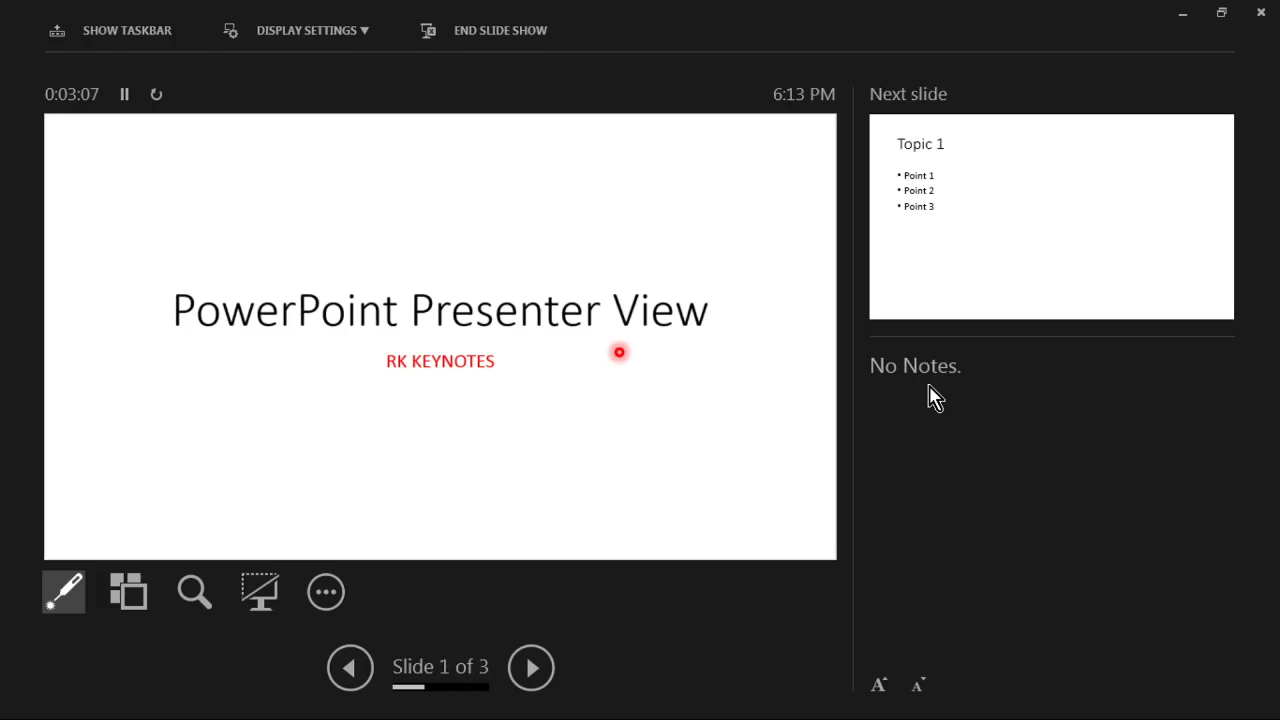 SHOW TASKBAR
DISPLAY SETTINGS
END SLIDE SHOW
0:03:07
6:13 PM
PowerPoint Presenter View
RK KEYNOTES
Slide 1 of 3
Next slide
Topic 1
• Point 1
• Point 2
• Point 3
No Notes.
A A